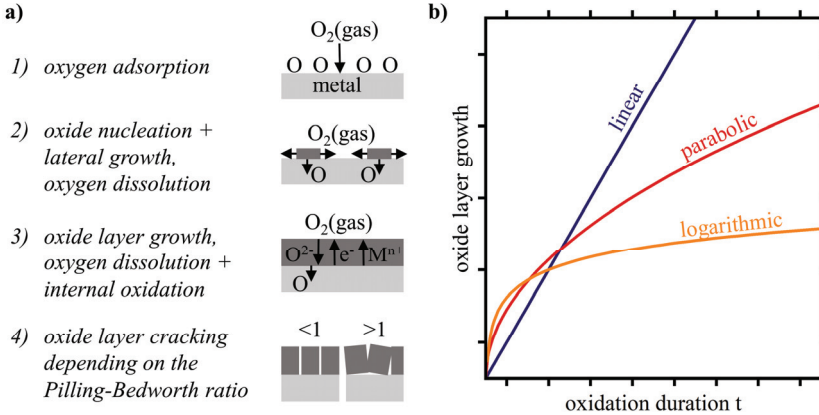 a)
1) oxygen adsorption
O₂(gas)
O O O O
metal
2) oxide nucleation +
lateral growth,
oxygen dissolution
O₂(gas)
O O
3) oxide layer growth,
oxygen dissolution +
internal oxidation
O₂(gas)
O²⁻ e⁻ Mⁿ⁺
O
4) oxide layer cracking
depending on the
Pilling-Bedworth ratio
<1 >1
b)
oxide layer growth
linear
parabolic
logarithmic
oxidation duration t